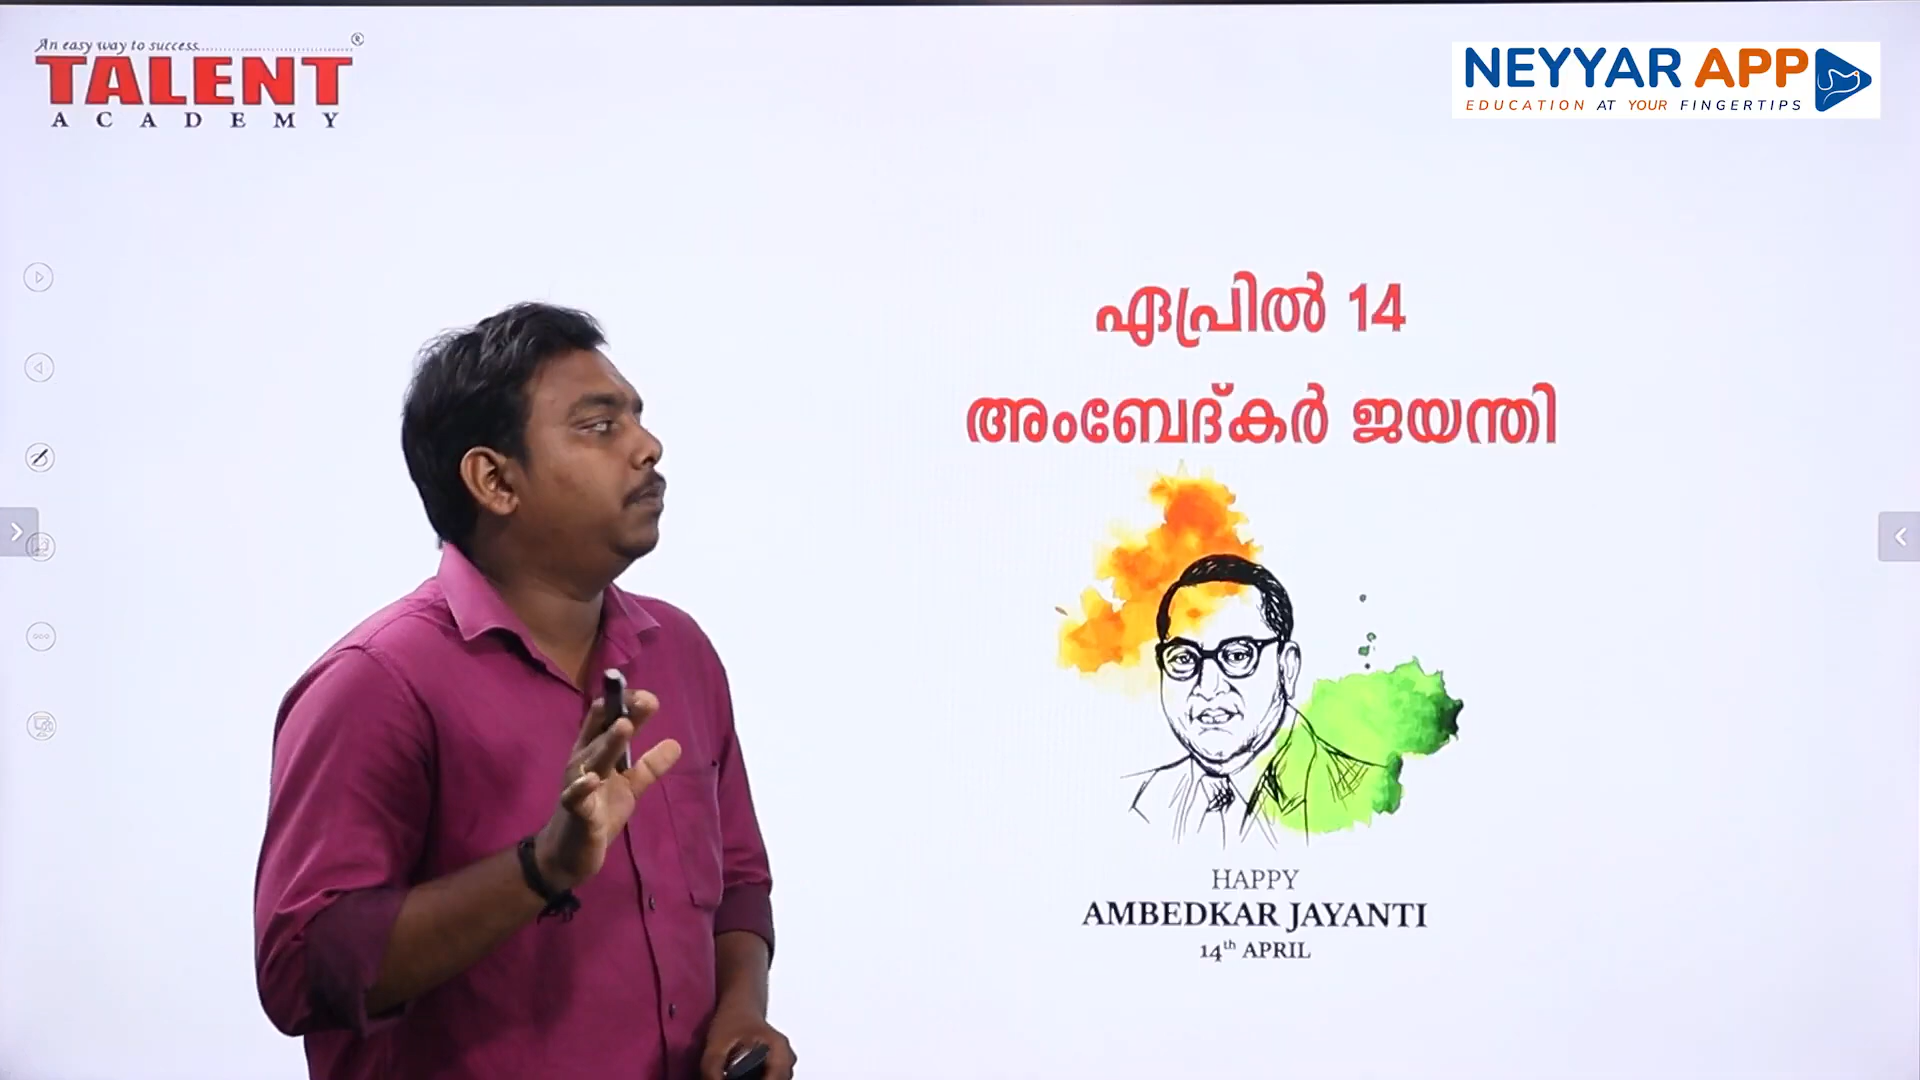 An easy way to success
TALENT
ACADEMY
NEYYAR APP
EDUCATION AT YOUR FINGERTIPS
ഏപ്രിൽ 14
അംബേദ്കർ ജയന്തി
HAPPY
AMBEDKAR JAYANTI
14th APRIL